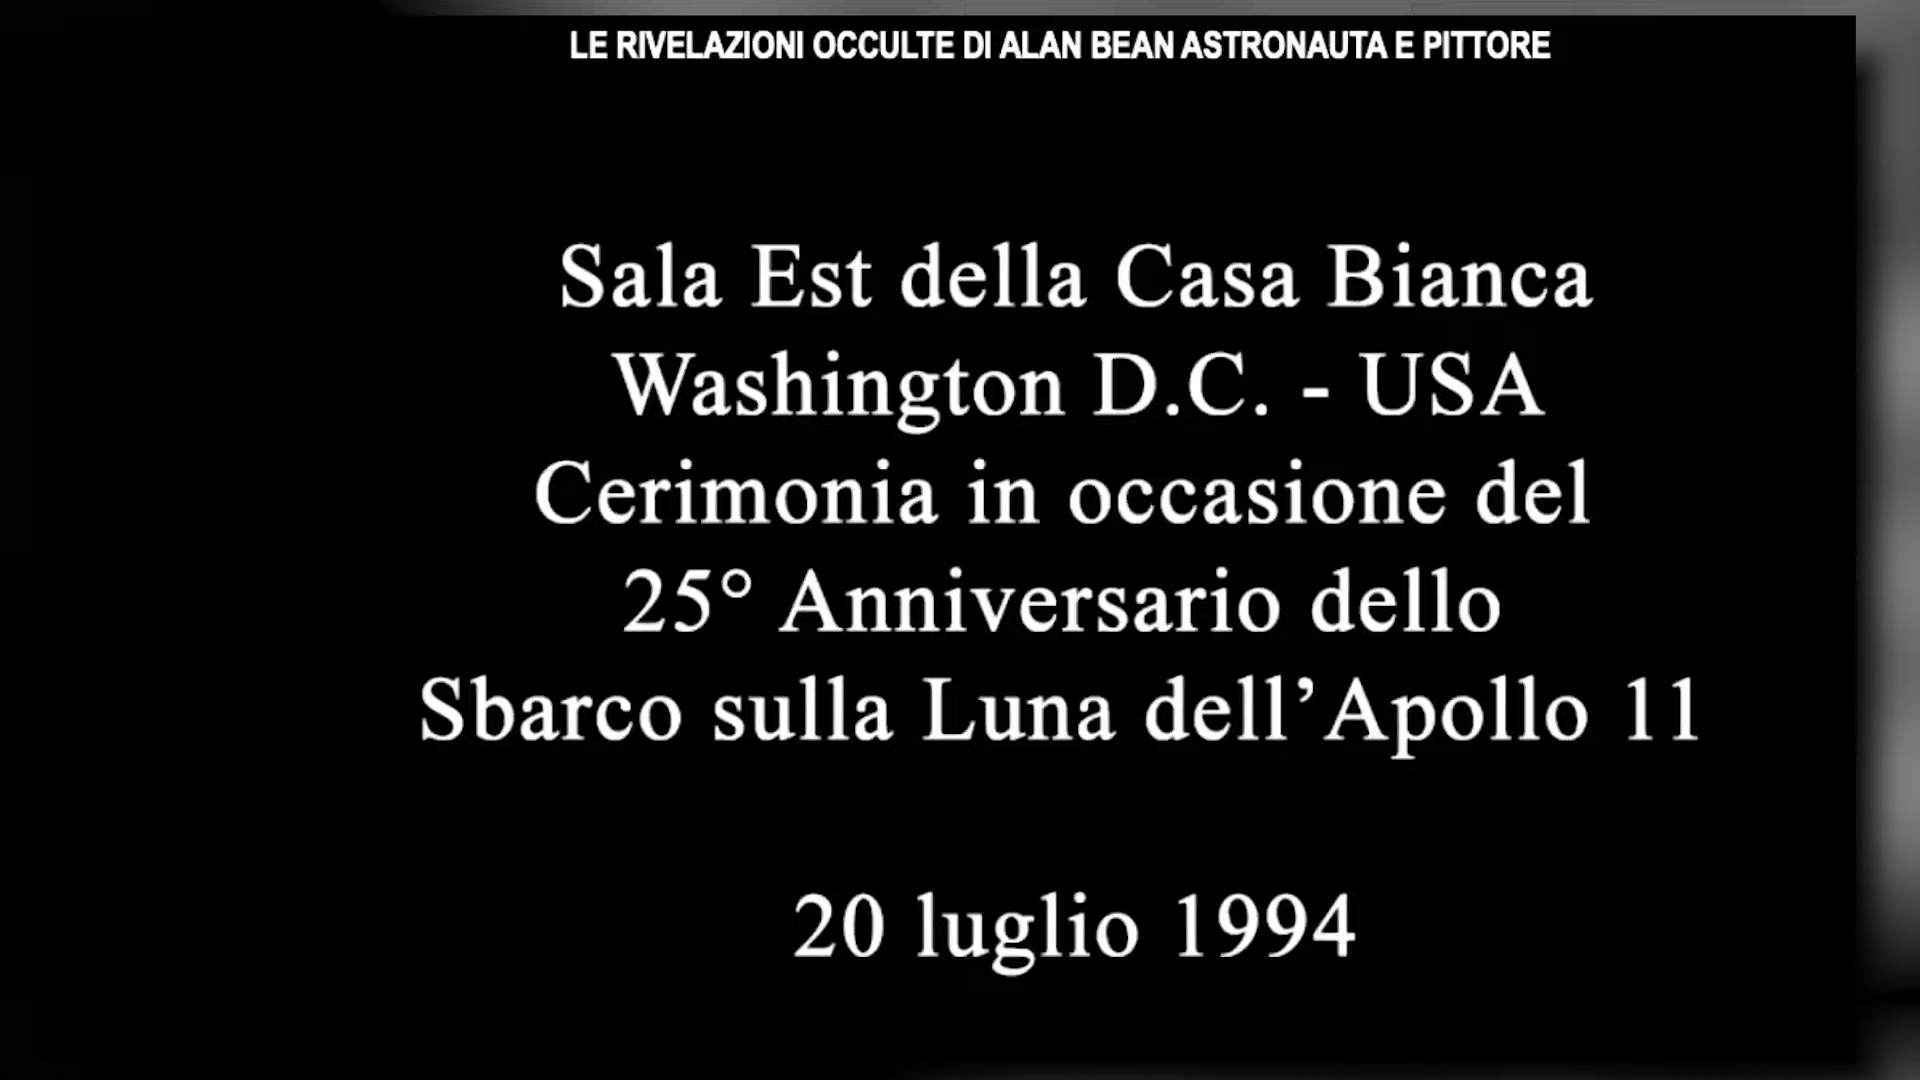 LE RIVELAZIONI OCCULTE DI ALAN BEAN ASTRONAUTA E PITTORE
Sala Est della Casa Bianca
Washington D.C. - USA
Cerimonia in occasione del
25° Anniversario dello
Sbarco sulla Luna dell’Apollo 11
20 luglio 1994